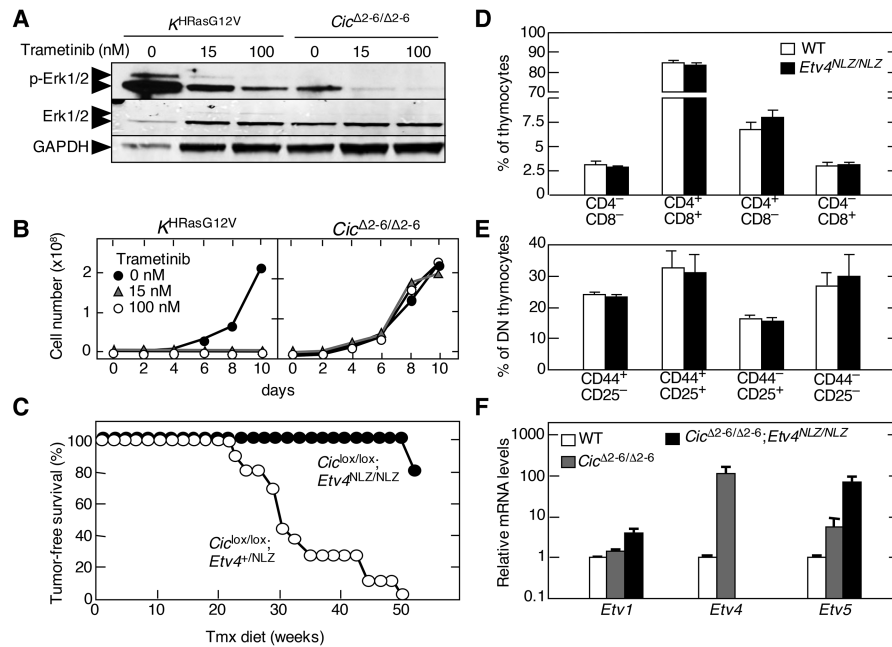 A
K^HRasG12V Cic^Δ2-6/Δ2-6
Trametinib (nM) 0 15 100 0 15 100
p-Erk1/2
Erk1/2
GAPDH
B
K^HRasG12V Cic^Δ2-6/Δ2-6
Cell number (x10^8)
2
1
0
Trametinib
0 nM
15 nM
100 nM
0 2 4 6 8 10 0 2 4 6 8 10
days
C
Tumor-free survival (%)
100
80
60
40
20
0
Cic^lox/lox;
Etv4^NLZ/NLZ
Cic^lox/lox;
Etv4^+/NLZ
0 10 20 30 40 50
Tmx diet (weeks)
D
WT
Etv4^NLZ/NLZ
% of thymocytes
90
80
70
7.5
5
2.5
0
CD4^− CD4^+ CD4^+ CD4^−
CD8^− CD8^+ CD8^− CD8^+
E
% of DN thymocytes
40
30
20
10
0
CD44^+ CD44^+ CD44^− CD44^−
CD25^− CD25^+ CD25^+ CD25^−
F
WT
Cic^Δ2-6/Δ2-6;Etv4^NLZ/NLZ
Cic^Δ2-6/Δ2-6
Relative mRNA levels
1000
100
10
1
0.1
Etv1 Etv4 Etv5